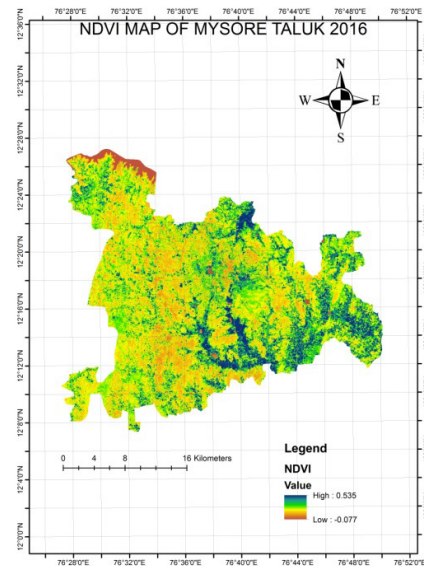 76°28'0"E 76°32'0"E 76°36'0"E 76°40'0"E 76°44'0"E 76°48'0"E 76°52'0"E
NDVI MAP OF MYSORE TALUK 2016
12°36'0"N
12°32'0"N
N
W E
S
12°28'0"N
12°24'0"N
12°20'0"N
12°16'0"N
12°12'0"N
12°8'0"N
12°4'0"N
12°0'0"N
0 4 8 16 Kilometers
Legend
NDVI
Value
High : 0.535
Low : -0.077
76°28'0"E 76°32'0"E 76°36'0"E 76°40'0"E 76°44'0"E 76°48'0"E 76°52'0"E